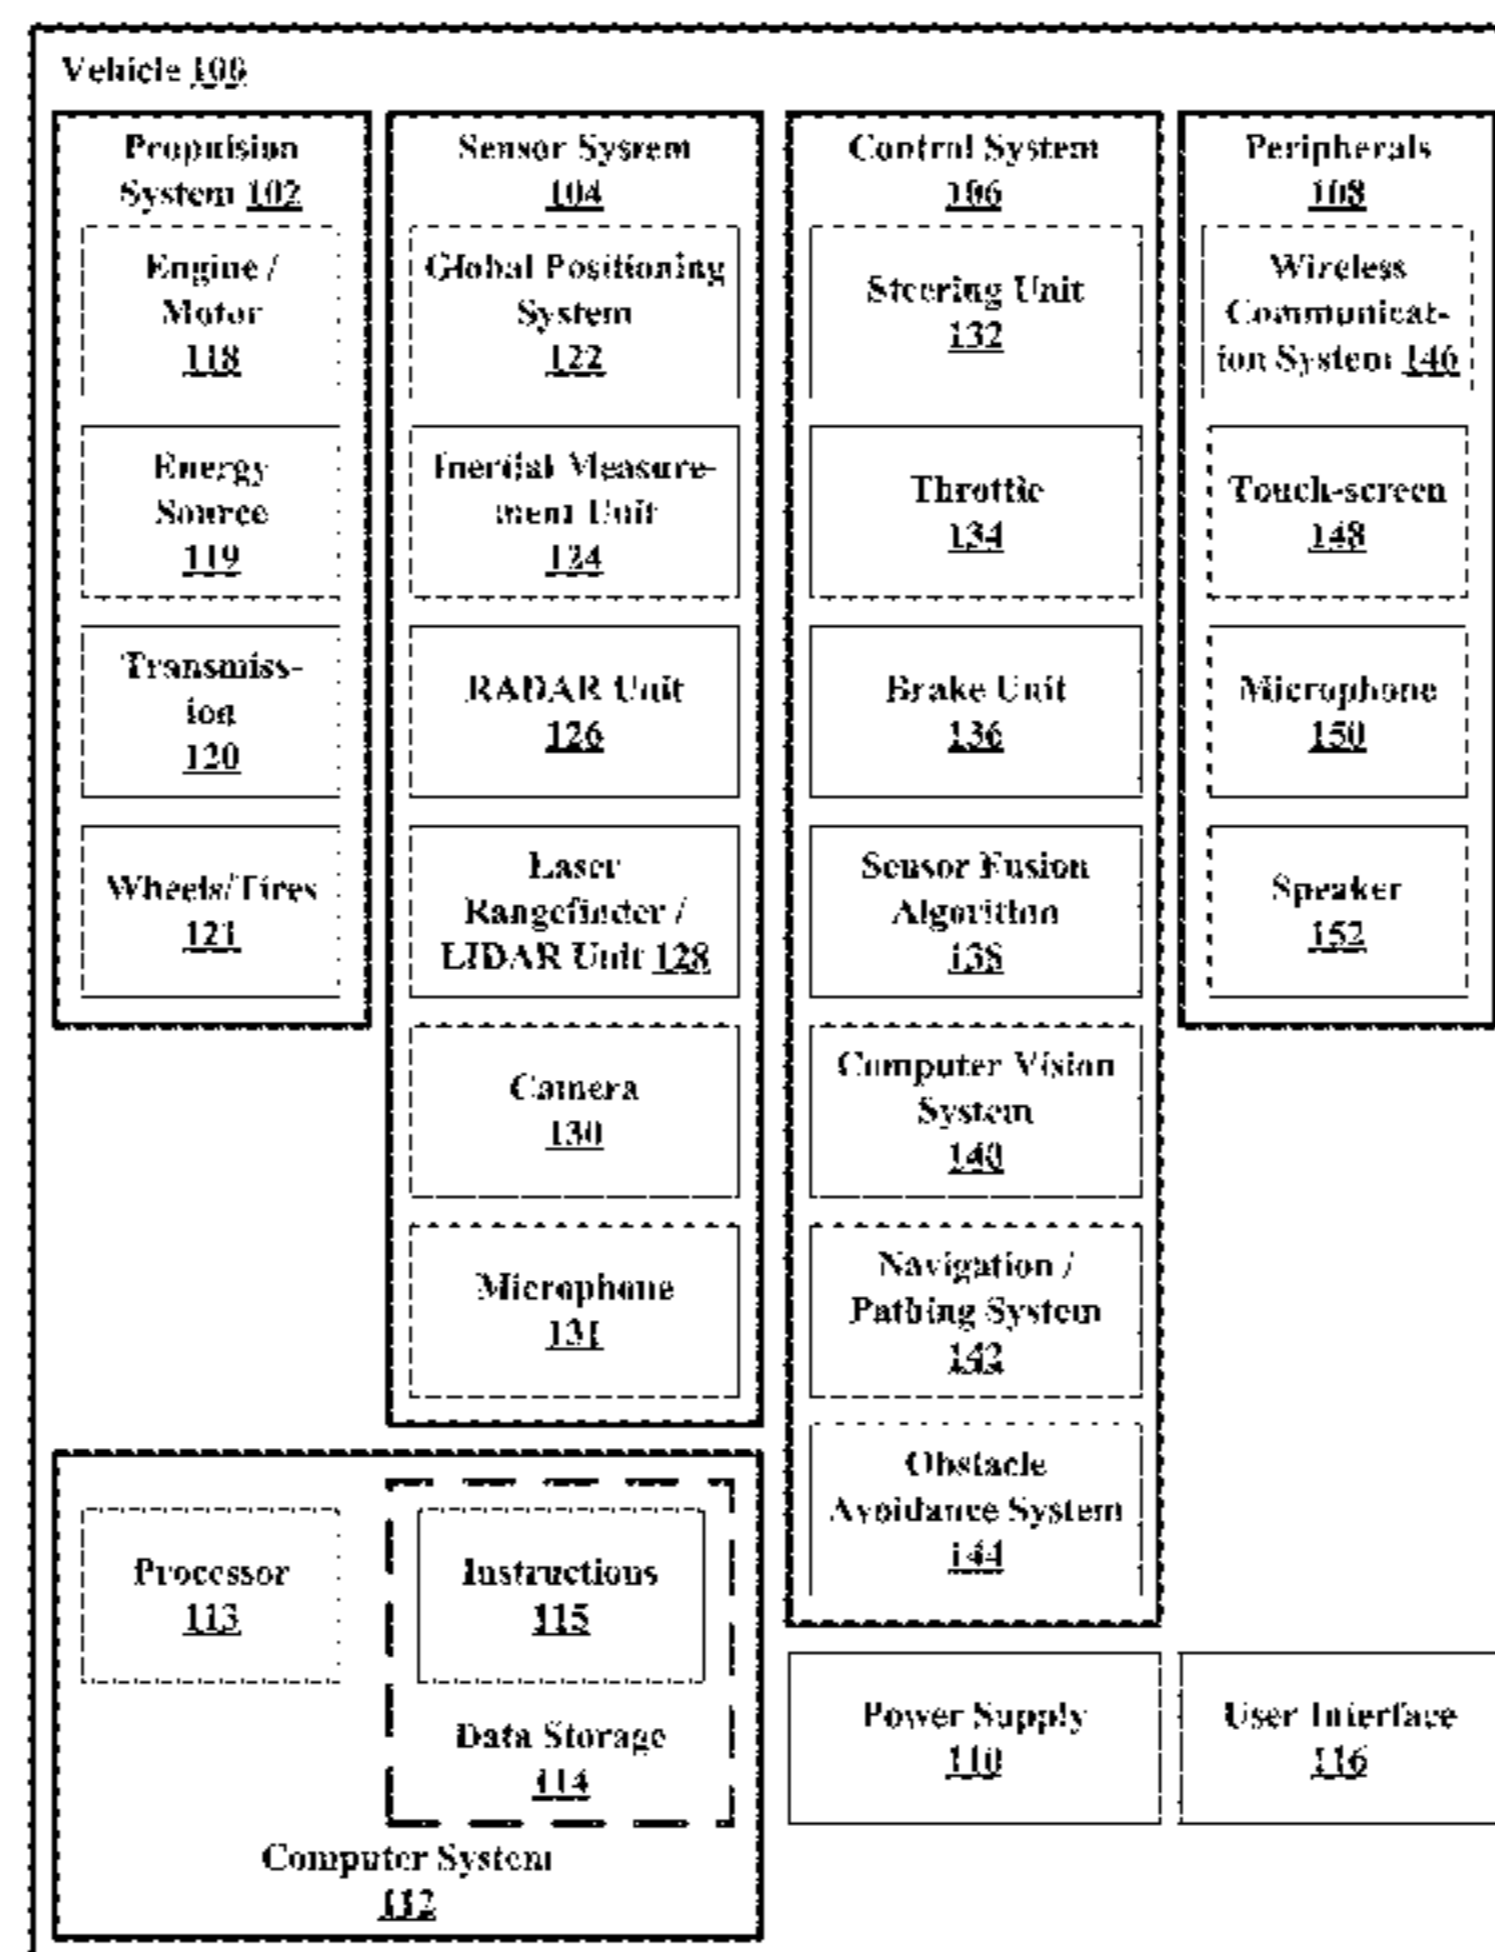 Vehicle 100
Propulsion
System 102
Engine /
Motor
118
Energy
Source
119
Transmiss-
ion
120
Wheels/Tires
121
Sensor System
104
Global Positioning
System
122
Inertial Measure-
ment Unit
124
RADAR Unit
126
Laser
Rangefinder /
LIDAR Unit 128
Camera
130
Microphone
131
Control System
106
Steering Unit
132
Throttle
134
Brake Unit
136
Sensor Fusion
Algorithm
138
Computer Vision
System
140
Navigation /
Pathing System
142
Obstacle
Avoidance System
144
Peripherals
108
Wireless
Communicat-
ion System 146
Touch-screen
148
Microphone
150
Speaker
152
Processor
113
Instructions
115
Data Storage
114
Computer System
112
Power Supply
110
User Interface
116